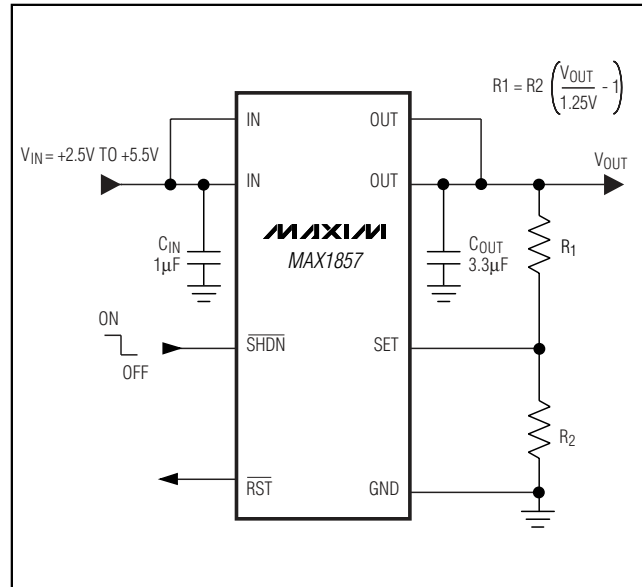 R1 = R2 (VOUT/1.25V - 1)
IN OUT
VIN = +2.5V TO +5.5V
IN OUT
VOUT
MAXIM
MAX1857
CIN
1µF
COUT
3.3µF
R1
ON
OFF
SHDN SET
R2
RST GND